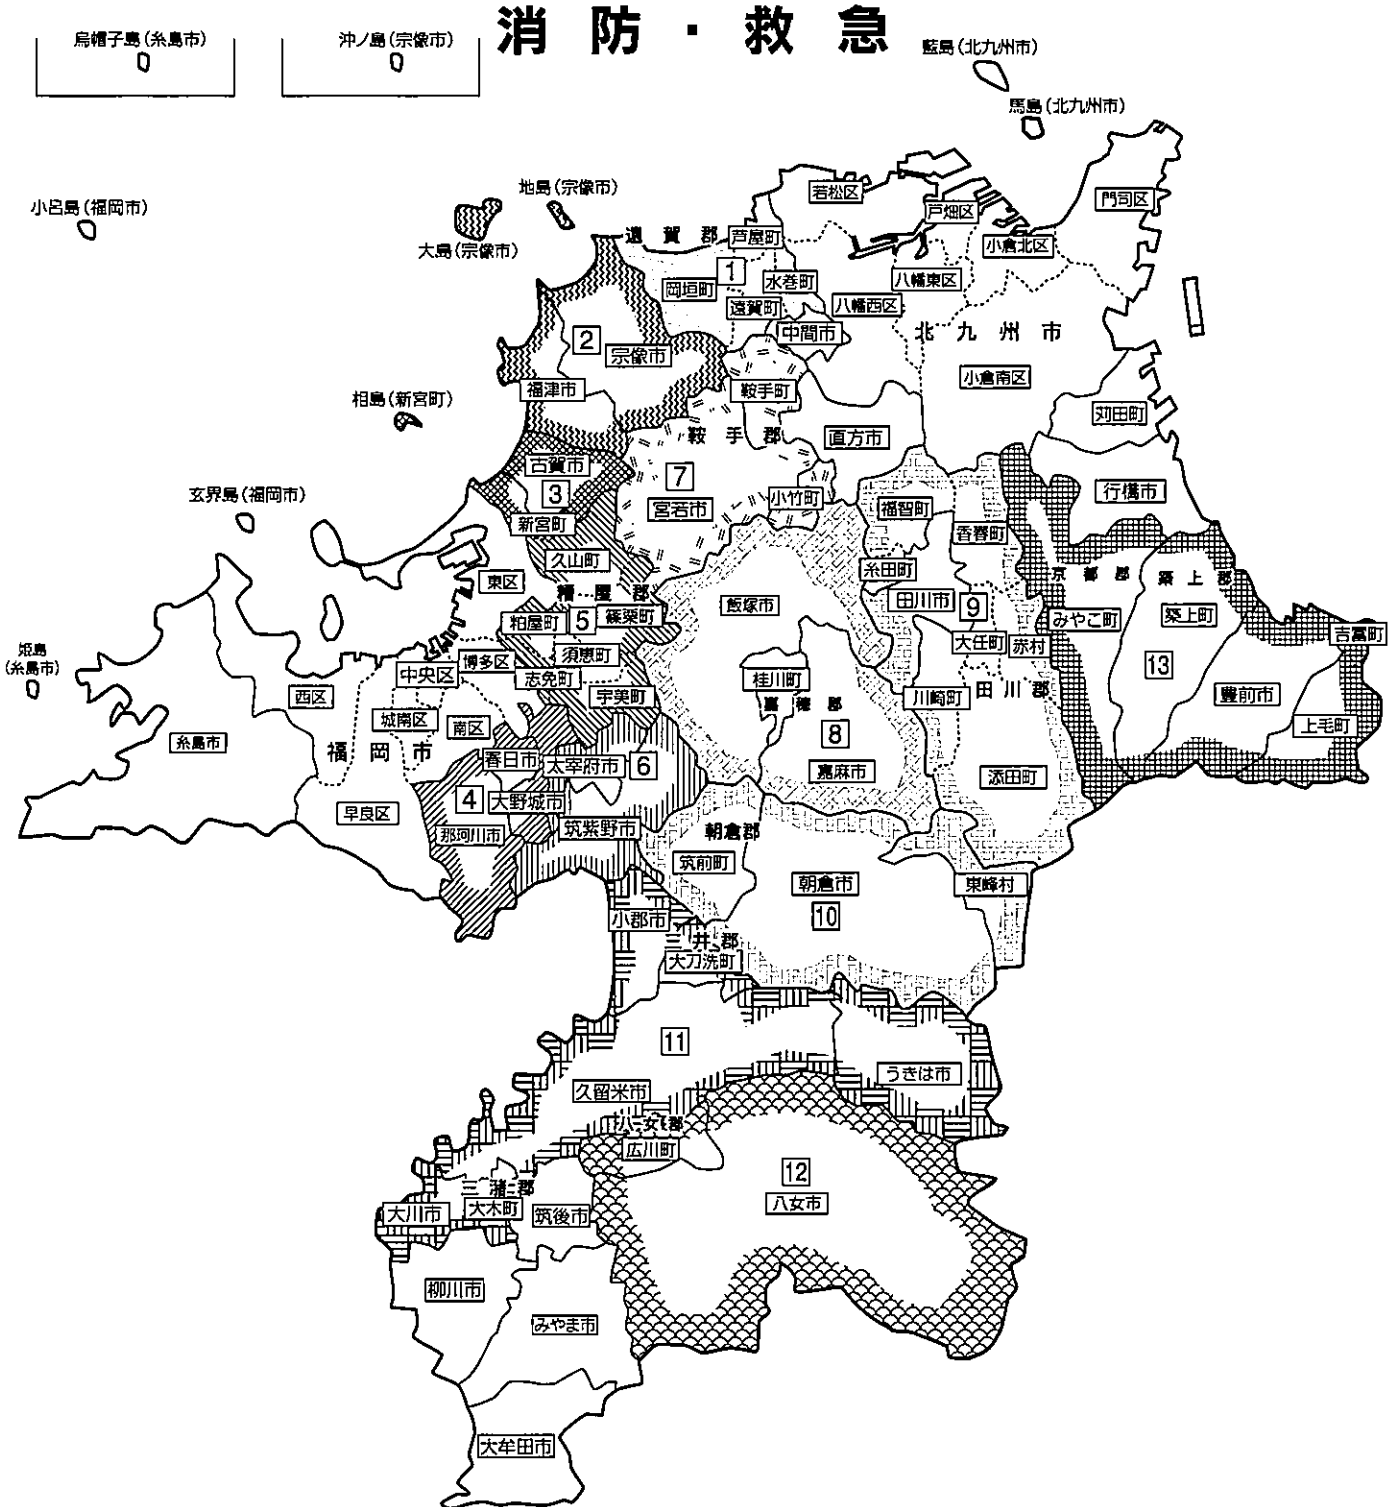 消防・救急
烏帽子島(糸島市)
沖ノ島(宗像市)
藍島(北九州市)
馬島(北九州市)
小呂島(福岡市)
地島(宗像市)
大島(宗像市)
若松区
戸畑区
門司区
小倉北区
遠賀郡
芦屋町
1
岡垣町
水巻町
遠賀町
八幡東区
八幡西区
中間市
北九州市
小倉南区
苅田町
2
宗像市
福津市
鞍手町
相島(新宮町)
鞍手郡
直方市
古賀市
3
新宮町
7
宮若市
小竹町
福智町
香春町
行橋市
玄界島(福岡市)
久山町
東区
糟屋郡
粕屋町
5
篠栗町
須恵町
志免町
宇美町
飯塚市
糸田町
田川市
9
大任町
赤村
京都郡
みやこ町
築上郡
築上町
吉富町
13
豊前市
上毛町
姫島
(糸島市)
西区
中央区
博多区
城南区
南区
福岡市
糸島市
早良区
春日市
太宰府市
6
4
大野城市
那珂川市
筑紫野市
桂川町
嘉穂郡
8
嘉麻市
川崎町
田川郡
添田町
朝倉郡
筑前町
朝倉市
10
東峰村
小郡市
三井郡
大刀洗町
11
久留米市
うきは市
八女郡
広川町
12
八女市
三潴郡
大川市
大木町
筑後市
柳川市
みやま市
大牟田市